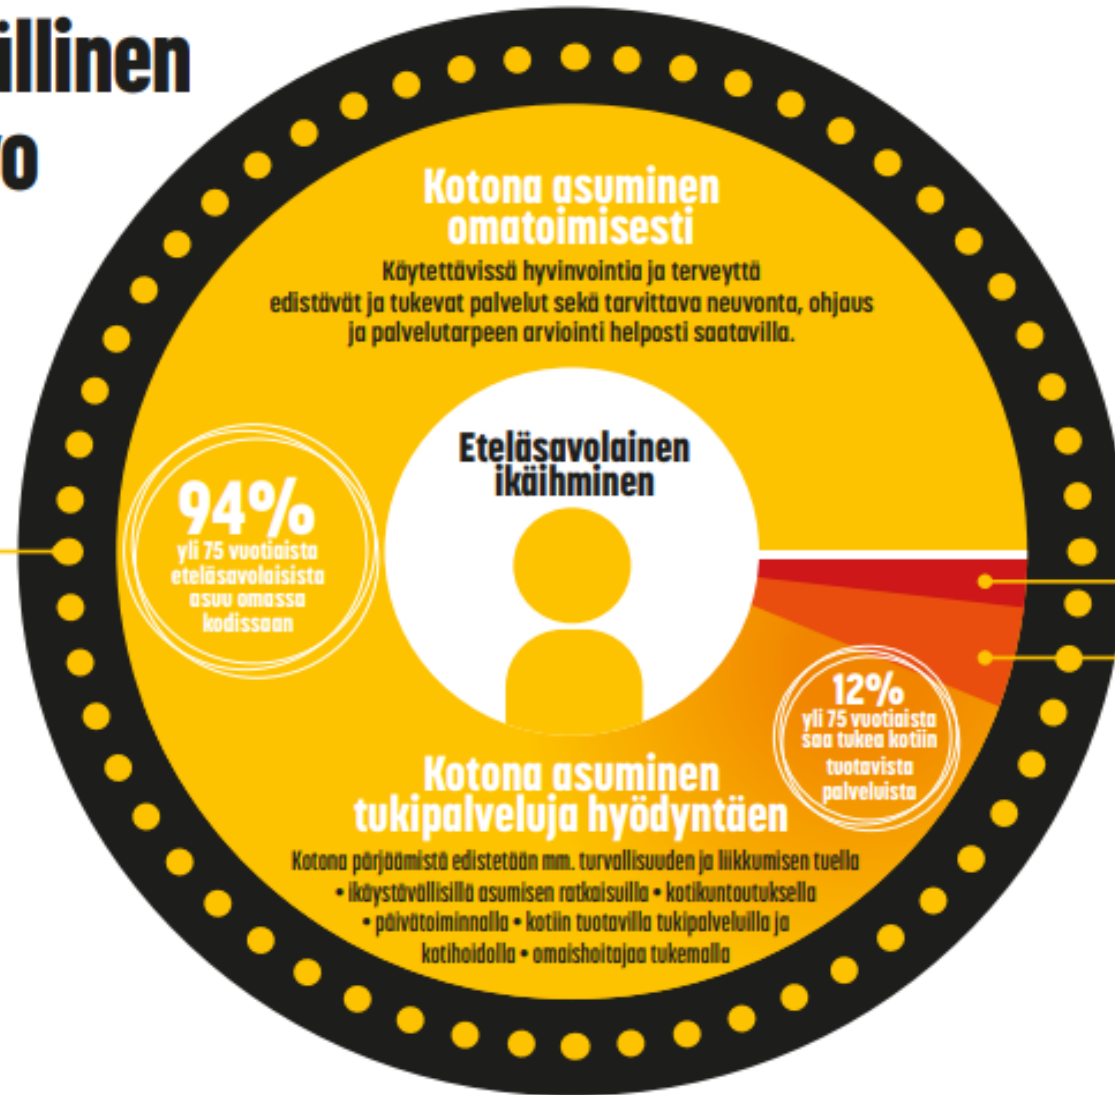 illinen
o
Kotona asuminen
omatoimisesti
Käytettävissä hyvinvointia ja terveyttä
edistävät ja tukevat palvelut sekä tarvittava neuvonta, ohjaus
ja palvelutarpeen arviointi helposti saatavilla.
Eteläsavolainen
ikäihminen
94%
yli 75 vuotiaista
eteläsavolaisista
asuu omassa
kodissaan
12%
yli 75 vuotiaista
saa tukea kotiin
tuotavista
palveluista
Kotona asuminen
tukipalveluja hyödyntäen
Kotona pärjäämistä edistetään mm. turvallisuuden ja liikkumisen tuella
• ikäystävällisillä asumisen ratkaisuilla • kotikuntoutuksella
• päivätoiminnalla • kotiin tuotavilla tukipalveluilla ja
kotihoidolla • omaishoitajaa tukemalla